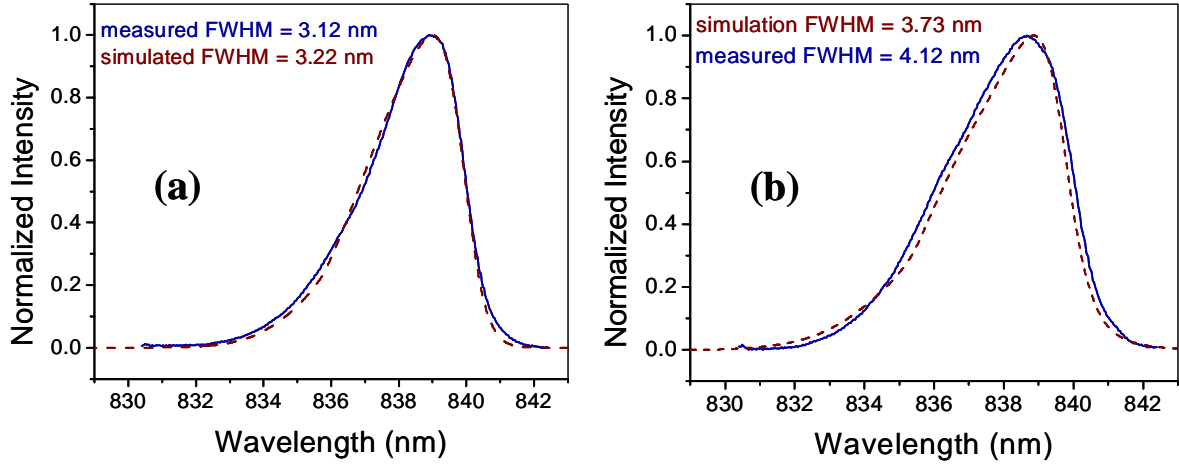 measured FWHM = 3.12 nm
simulated FWHM = 3.22 nm
(a)
Normalized Intensity
1.0
0.8
0.6
0.4
0.2
0.0
830 832 834 836 838 840 842
Wavelength (nm)
simulation FWHM = 3.73 nm
measured FWHM = 4.12 nm
(b)
Normalized Intensity
1.0
0.8
0.6
0.4
0.2
0.0
830 832 834 836 838 840 842
Wavelength (nm)